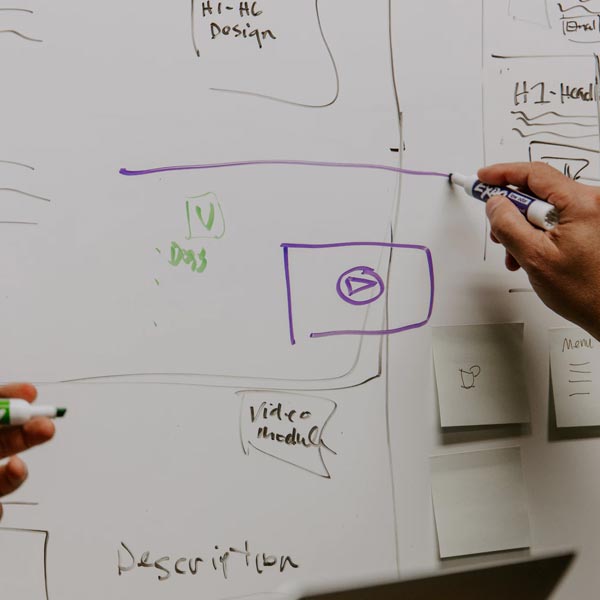 H1-H6
Design
Email
H1-Head
EXPO
V
Dogs
Menu
Video
Module
Description